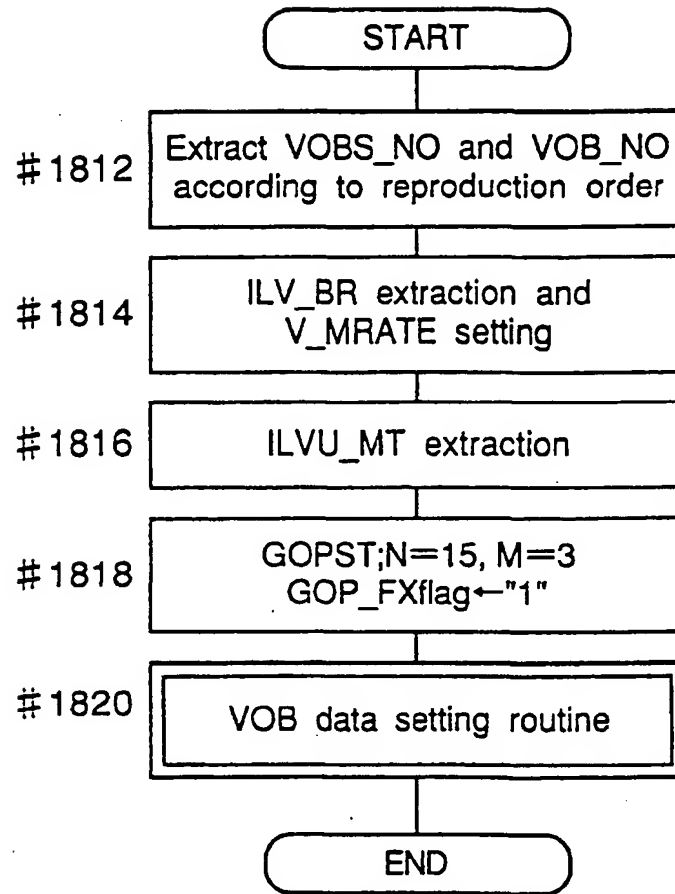 START
#1812
Extract VOBS_NO and VOB_NO
according to reproduction order
#1814
ILV_BR extraction and
V_MRATE setting
#1816
ILVU_MT extraction
#1818
GOPST;N=15, M=3
GOP_FXflag←"1"
#1820
VOB data setting routine
END